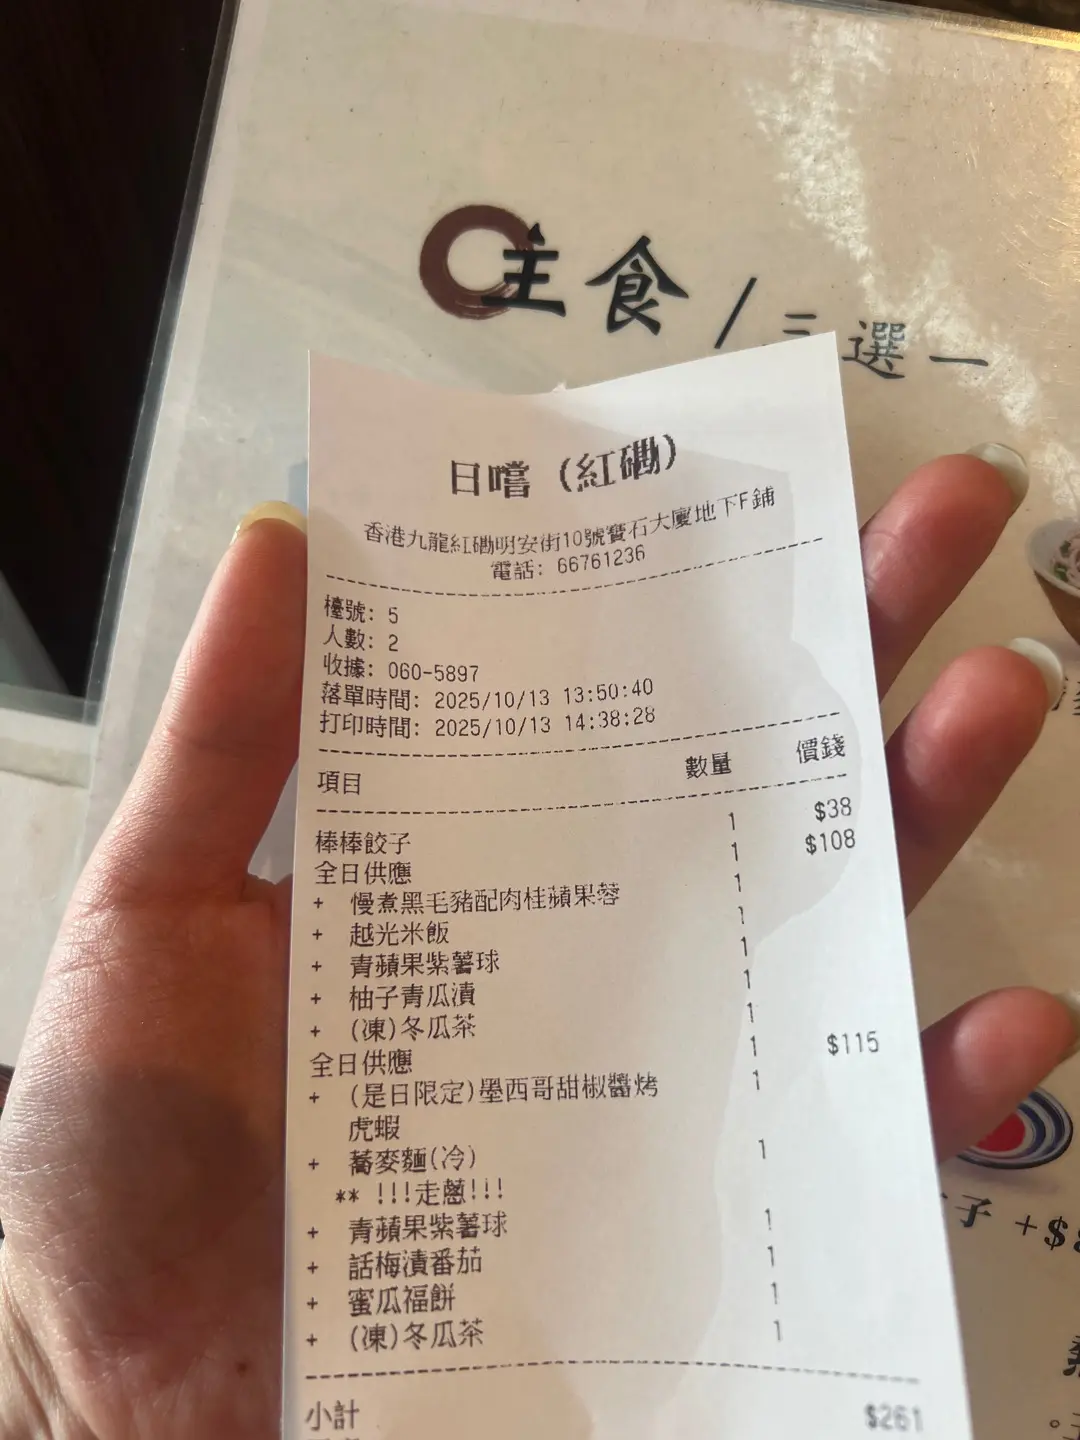 主食 / 三選一
日嚐 (紅磡)
香港九龍紅磡明安街10號寶石大廈地下F鋪
電話: 66761236
檯號: 5
人數: 2
收據: 060-5897
落單時間: 2025/10/13 13:50:40
打印時間: 2025/10/13 14:38:28
項目 數量 價錢
棒棒餃子 1 $38
全日供應 1 $108
+ 慢煮黑毛豬配肉桂蘋果蓉 1
+ 越光米飯 1
+ 青蘋果紫薯球 1
+ 柚子青瓜漬 1
+ (凍)冬瓜茶 1
全日供應 1 $115
+ (是日限定)墨西哥甜椒醬烤 1
虎蝦
+ 蕎麥麵(冷) 1
** !!!走蔥!!!
+ 青蘋果紫薯球 1
+ 話梅漬番茄 1
+ 蜜瓜福餅 1
+ (凍)冬瓜茶 1
小計 $261
子 +$